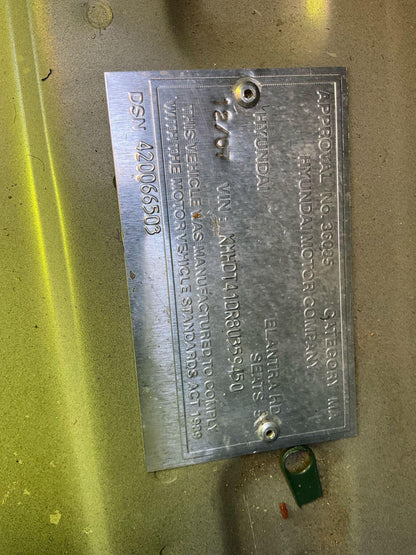 APPROVAL No. 36085 CATEGORY MA
HYUNDAI MOTOR COMPANY
HYUNDAI ELANTRA HD
12/07 SEATS 5
VIN : KMHDT41DR8U359450
THIS VEHICLE WAS MANUFACTURED TO COMPLY
WITH THE MOTOR VEHICLE STANDARDS ACT 1989
DSN 420066503